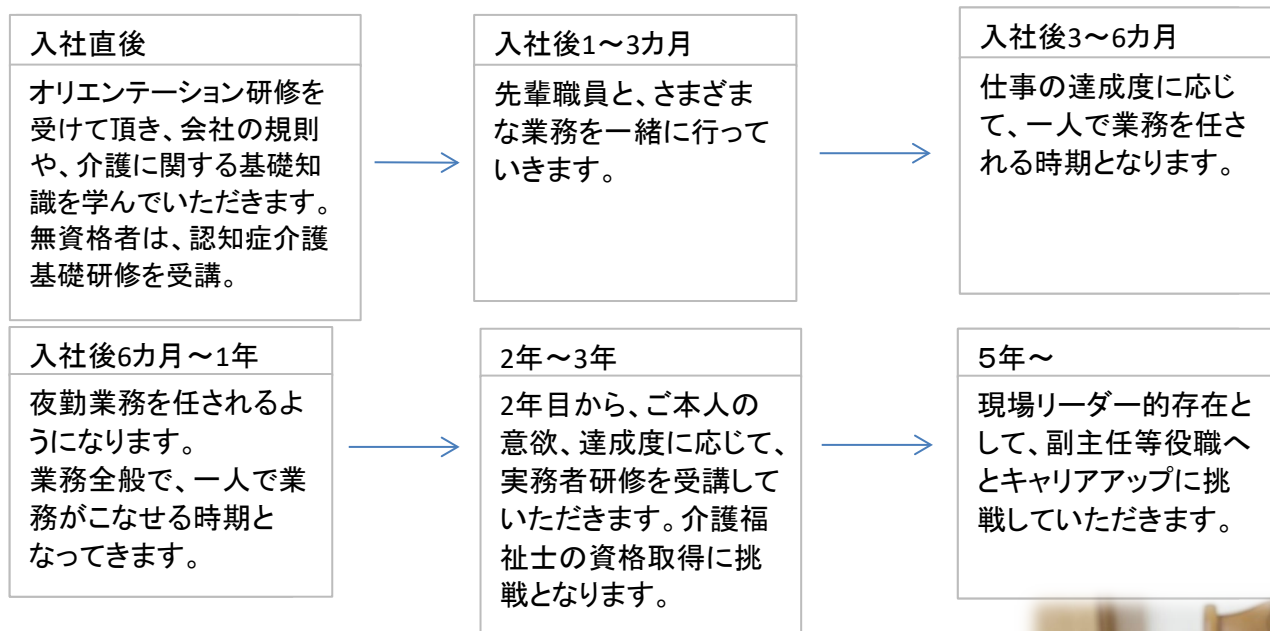 入社直後
オリエンテーション研修を
受けて頂き、会社の規則
や、介護に関する基礎知
識を学んでいただきます。
無資格者は、認知症介護
基礎研修を受講。
入社後1～3カ月
先輩職員と、さまざま
な業務を一緒に行って
いきます。
入社後3～6カ月
仕事の達成度に応じ
て、一人で業務を任さ
れる時期となります。
入社後6カ月～1年
夜勤業務を任されるよ
うになります。
業務全般で、一人で業
務がこなせる時期と
なってきます。
2年～3年
2年目から、ご本人の
意欲、達成度に応じて、
実務者研修を受講して
いただきます。介護福
祉士の資格取得に挑
戦となります。
５年～
現場リーダー的存在と
して、副主任等役職へ
とキャリアアップに挑
戦していただきます。